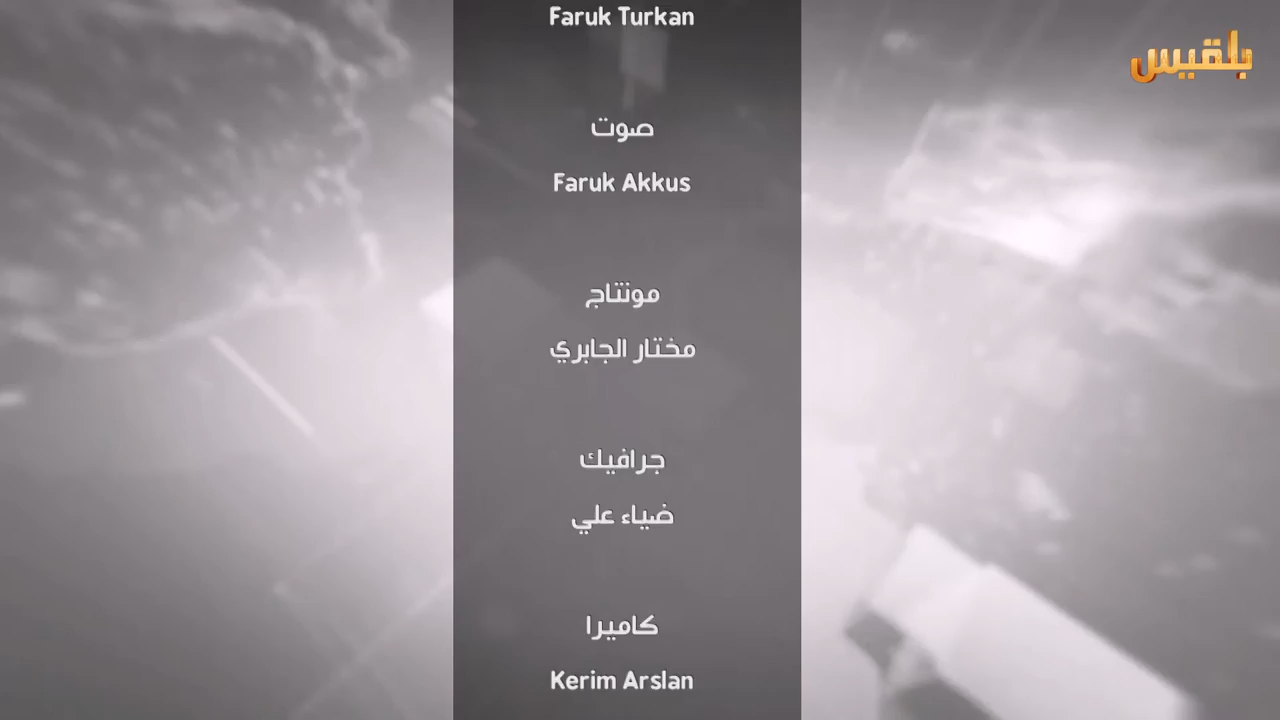 Faruk Turkan
بلقيس
صوت
Faruk Akkus
مونتاج
مختار الجابري
جرافيك
ضياء علي
كاميرا
Kerim Arslan